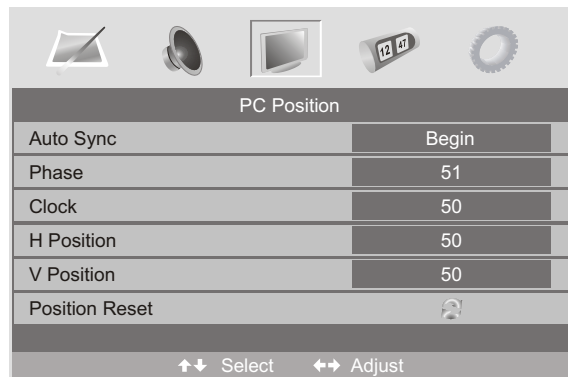 12 47
PC Position
Auto Sync Begin
Phase 51
Clock 50
H Position 50
V Position 50
Position Reset
Select Adjust